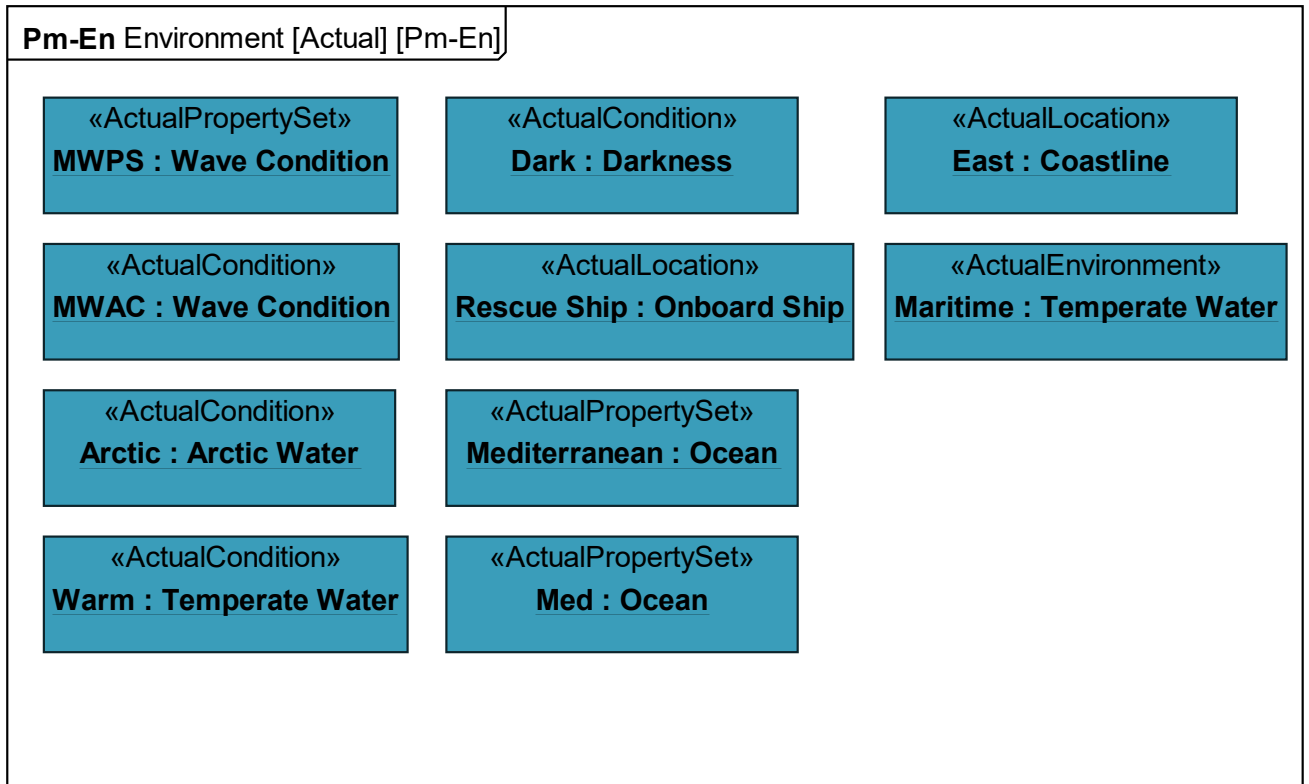 Pm-En Environment [Actual] [Pm-En]
«ActualPropertySet»
MWPS : Wave Condition
«ActualCondition»
Dark : Darkness
«ActualLocation»
East : Coastline
«ActualCondition»
MWAC : Wave Condition
«ActualLocation»
Rescue Ship : Onboard Ship
«ActualEnvironment»
Maritime : Temperate Water
«ActualCondition»
Arctic : Arctic Water
«ActualPropertySet»
Mediterranean : Ocean
«ActualCondition»
Warm : Temperate Water
«ActualPropertySet»
Med : Ocean